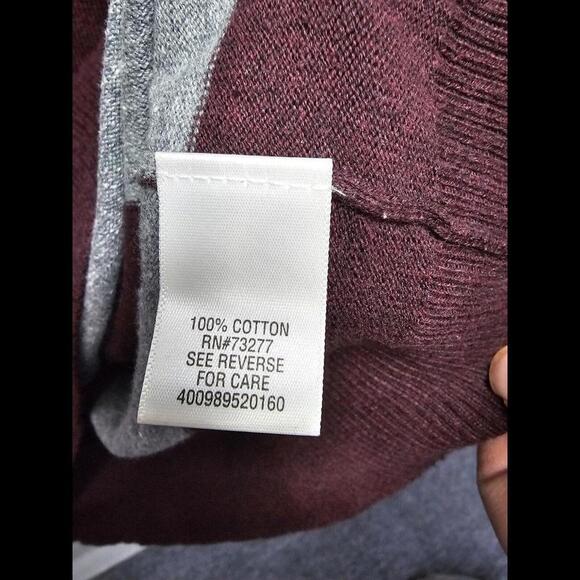 100% COTTON
RN#73277
SEE REVERSE
FOR CARE
400989520160